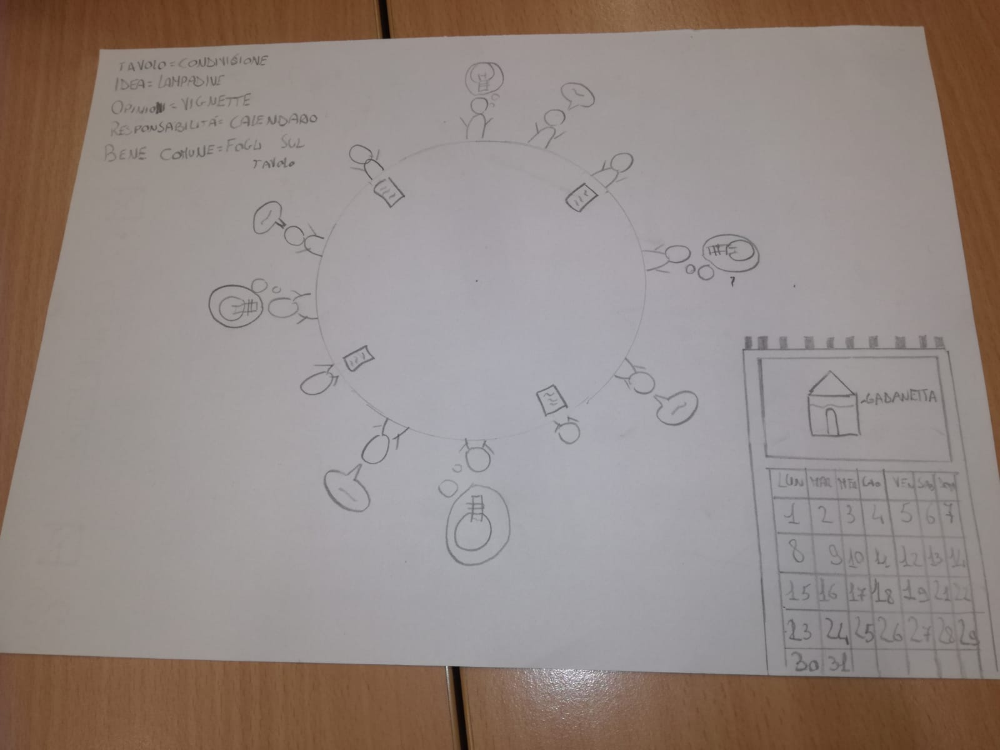 TAVOLO = CONDIVISIONE
IDEA = LAMPADINE
OPINIONI = VIGNETTE
RESPONSABILITÁ = CALENDARIO
BENE COMUNE = FOGLI SUL
TAVOLO
?
-GABANETTA
LUN MAR MER GIO VEN SAB DOM
1 2 3 4 5 6 7
8 9 10 11 12 13 14
15 16 17 18 19 21 22
23 24 25 26 27 28 29
30 31